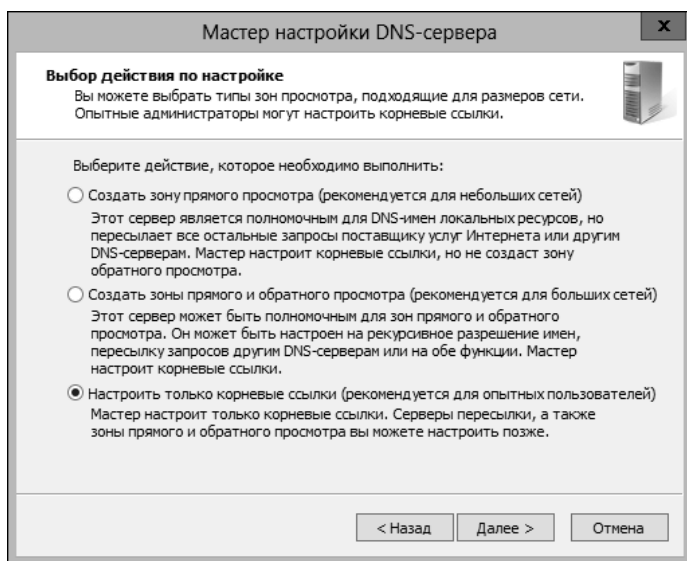 Мастер настройки DNS-сервера
x
Выбор действия по настройке
Вы можете выбрать типы зон просмотра, подходящие для размеров сети.
Опытные администраторы могут настроить корневые ссылки.
Выберите действие, которое необходимо выполнить:
Создать зону прямого просмотра (рекомендуется для небольших сетей)
Этот сервер является полномочным для DNS-имен локальных ресурсов, но
пересылает все остальные запросы поставщику услуг Интернета или другим
DNS-серверам. Мастер настроит корневые ссылки, но не создаст зону
обратного просмотра.
Создать зоны прямого и обратного просмотра (рекомендуется для больших сетей)
Этот сервер может быть полномочным для зон прямого и обратного
просмотра. Он может быть настроен на рекурсивное разрешение имен,
пересылку запросов другим DNS-серверам или на обе функции. Мастер
настроит корневые ссылки.
Настроить только корневые ссылки (рекомендуется для опытных пользователей)
Мастер настроит только корневые ссылки. Серверы пересылки, а также
зоны прямого и обратного просмотра вы можете настроить позже.
< Назад Далее > Отмена